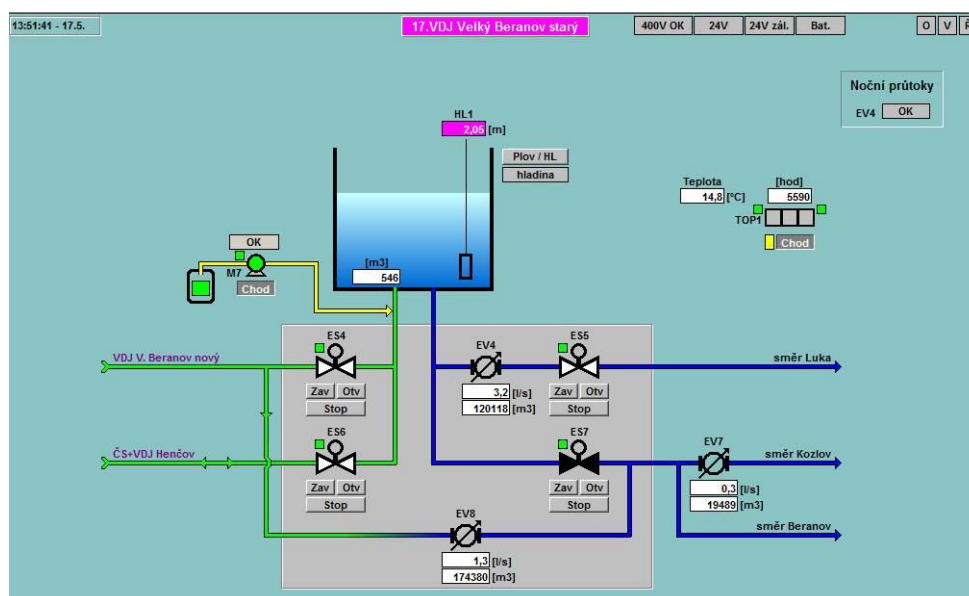 13:51:41 - 17.5.
17.VDJ Velký Beranov starý
400V OK
24V
24V zál.
Bat.
O
V
Noční průtoky
EV4
OK
HL1
2,05 [m]
Plov / HL
hladina
Teplota
14,8 [°C]
[hod]
5590
TOP1
Chod
OK
M7
Chod
[m3]
546
VDJ V. Beranov nový
ES4
Zav
Otv
Stop
EV4
3,2 [l/s]
120118 [m3]
ES5
Zav
Otv
Stop
směr Luka
ČS+VDJ Henčov
ES6
Zav
Otv
Stop
ES7
Zav
Otv
Stop
EV7
0,3 [l/s]
19489 [m3]
směr Kozlov
EV8
1,3 [l/s]
174380 [m3]
směr Beranov